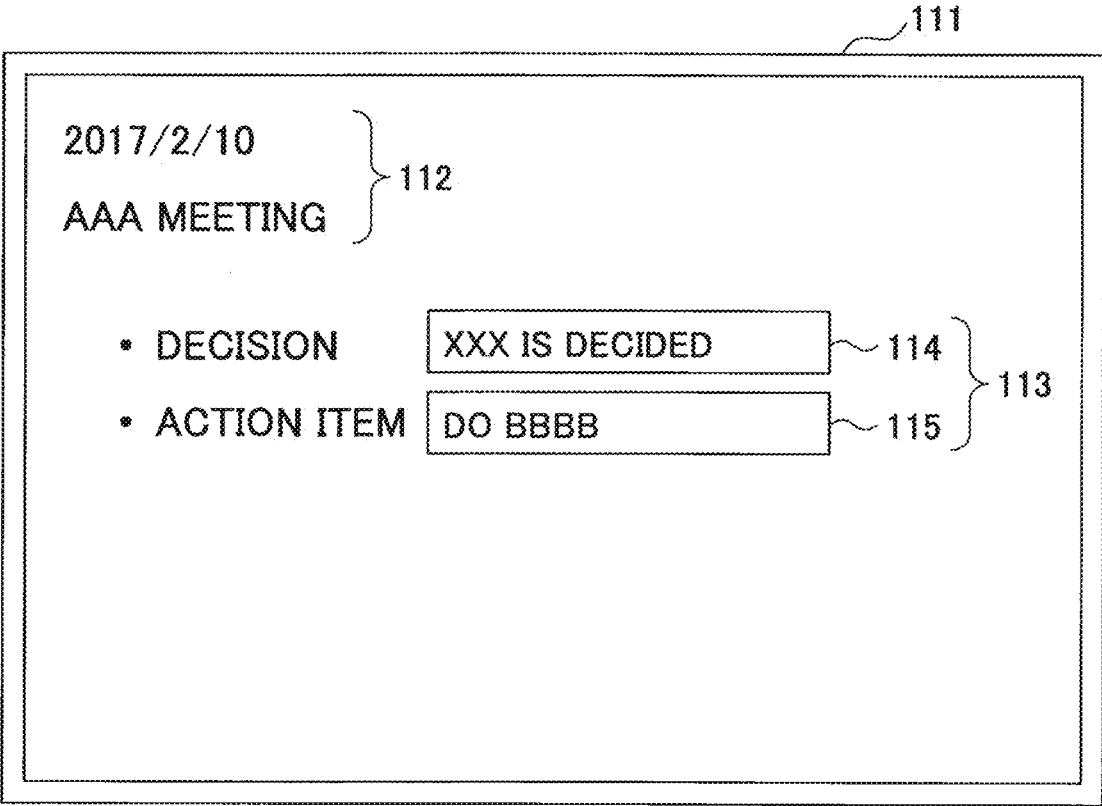 111
2017/2/10
112
AAA MEETING
• DECISION XXX IS DECIDED 114
113
• ACTION ITEM DO BBBB 115